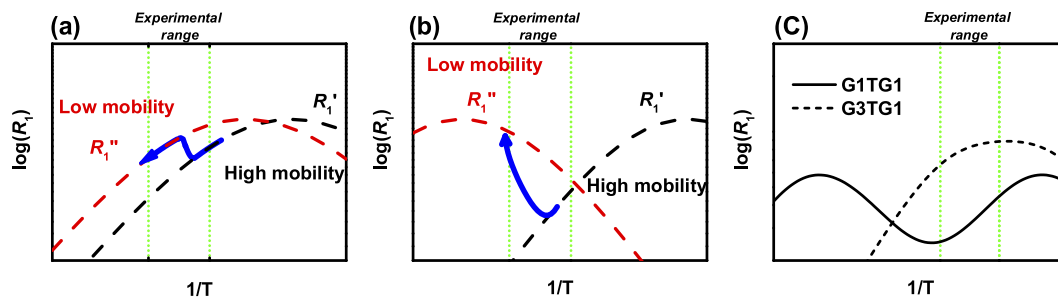 (a)
Experimental
range
Low mobility
R1'
R1"
High mobility
log(R1)
1/T
(b)
Experimental
range
Low mobility
R1"
R1'
High mobility
log(R1)
1/T
(C)
Experimental
range
G1TG1
G3TG1
log(R1)
1/T